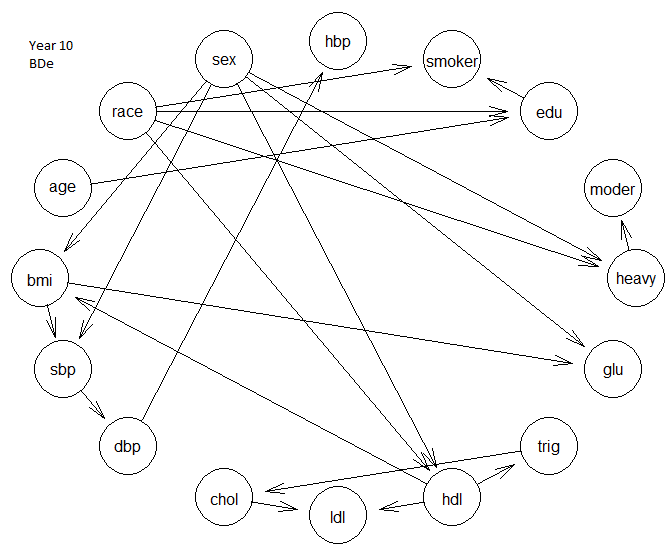 Year 10
BDe
hbp
sex
smoker
race
edu
age
moder
bmi
heavy
sbp
glu
dbp
trig
chol
hdl
ldl